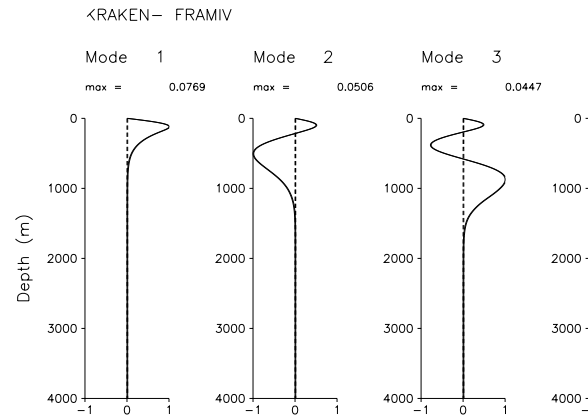 KRAKEN- FRAMIV
Mode 1 Mode 2 Mode 3
max = 0.0769 max = 0.0506 max = 0.0447
0 0 0 0
1000 1000 1000 1000
2000 2000 2000 2000
3000 3000 3000 3000
4000 4000 4000 4000
-1 0 1 -1 0 1 -1 0 1
Depth (m)